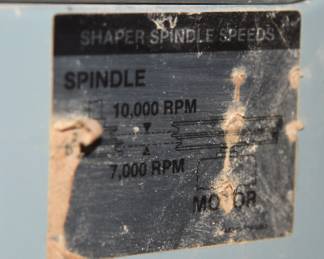 SHAPER SPINDLE SPEEDS
SPINDLE
10,000 RPM
7,000 RPM
MOTOR